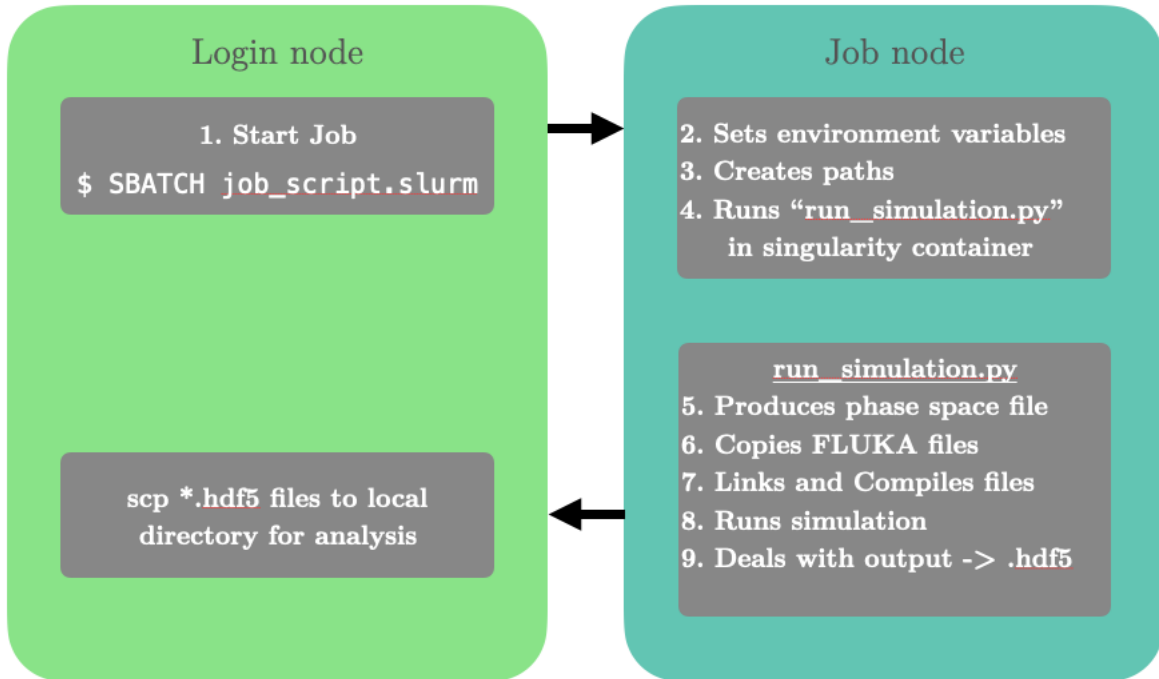 Login node
1. Start Job
$ SBATCH job_script.slurm
scp *.hdf5 files to local
directory for analysis
Job node
2. Sets environment variables
3. Creates paths
4. Runs “run_simulation.py”
in singularity container
run_simulation.py
5. Produces phase space file
6. Copies FLUKA files
7. Links and Compiles files
8. Runs simulation
9. Deals with output -> .hdf5